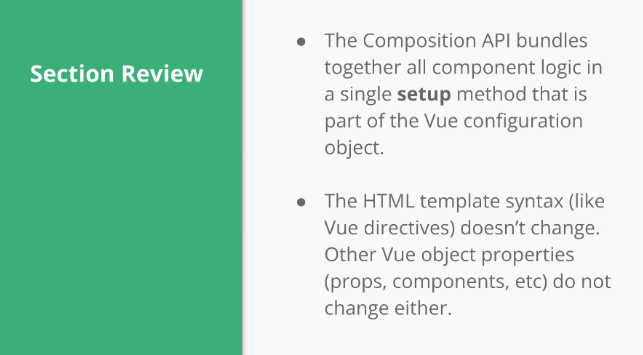 Section Review
● The Composition API bundles
together all component logic in
a single setup method that is
part of the Vue configuration
object.
● The HTML template syntax (like
Vue directives) doesn’t change.
Other Vue object properties
(props, components, etc) do not
change either.